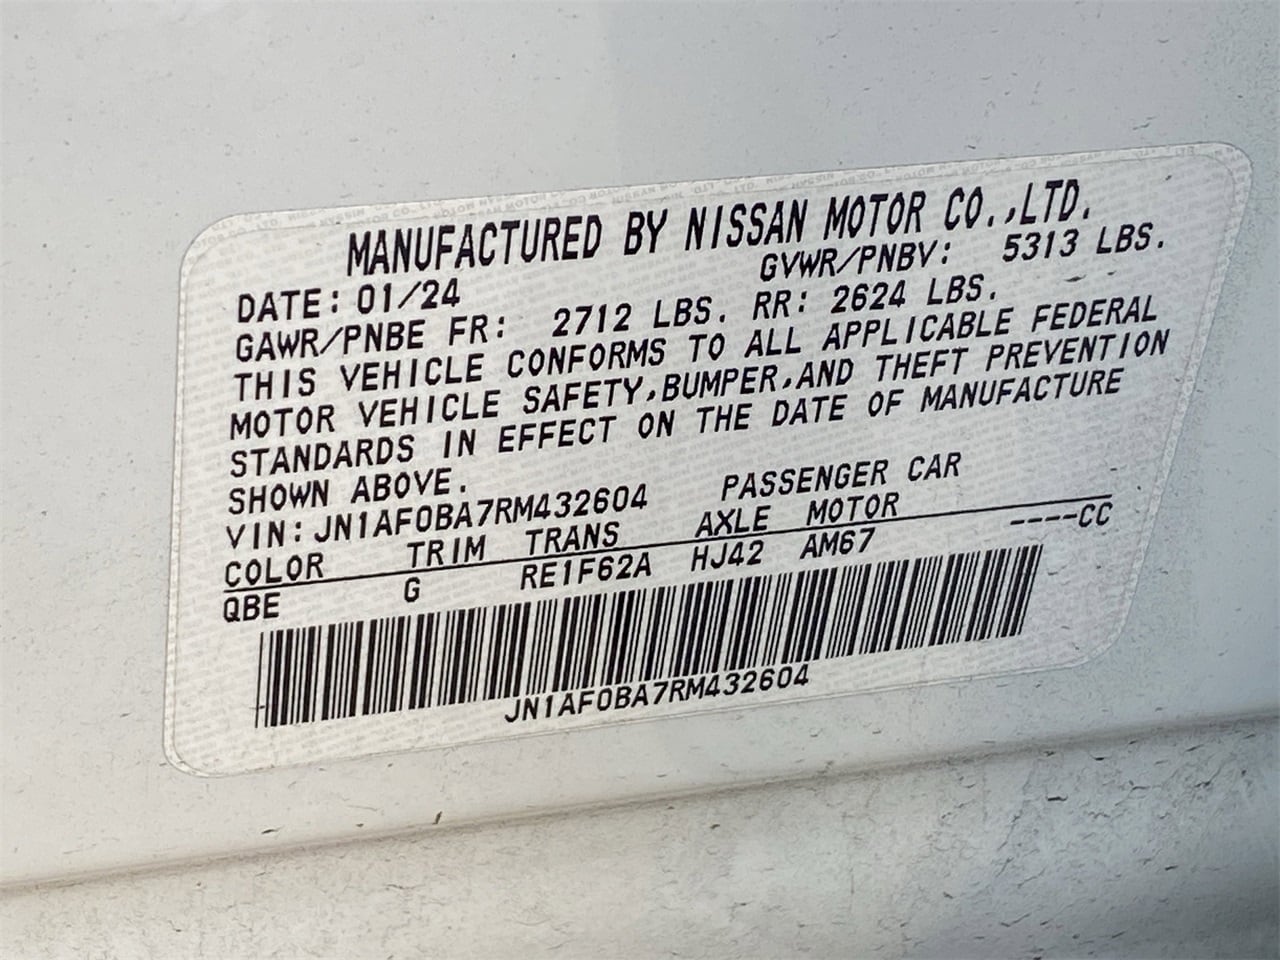 MANUFACTURED BY NISSAN MOTOR CO.,LTD.
DATE: 01/24 GVWR/PNBV: 5313 LBS.
GAWR/PNBE FR: 2712 LBS. RR: 2624 LBS.
THIS VEHICLE CONFORMS TO ALL APPLICABLE FEDERAL
MOTOR VEHICLE SAFETY,BUMPER,AND THEFT PREVENTION
STANDARDS IN EFFECT ON THE DATE OF MANUFACTURE
SHOWN ABOVE.
VIN:JN1AF0BA7RM432604 PASSENGER CAR
COLOR TRIM TRANS AXLE MOTOR
QBE G RE1F62A HJ42 AM67 ----CC
JN1AF0BA7RM432604